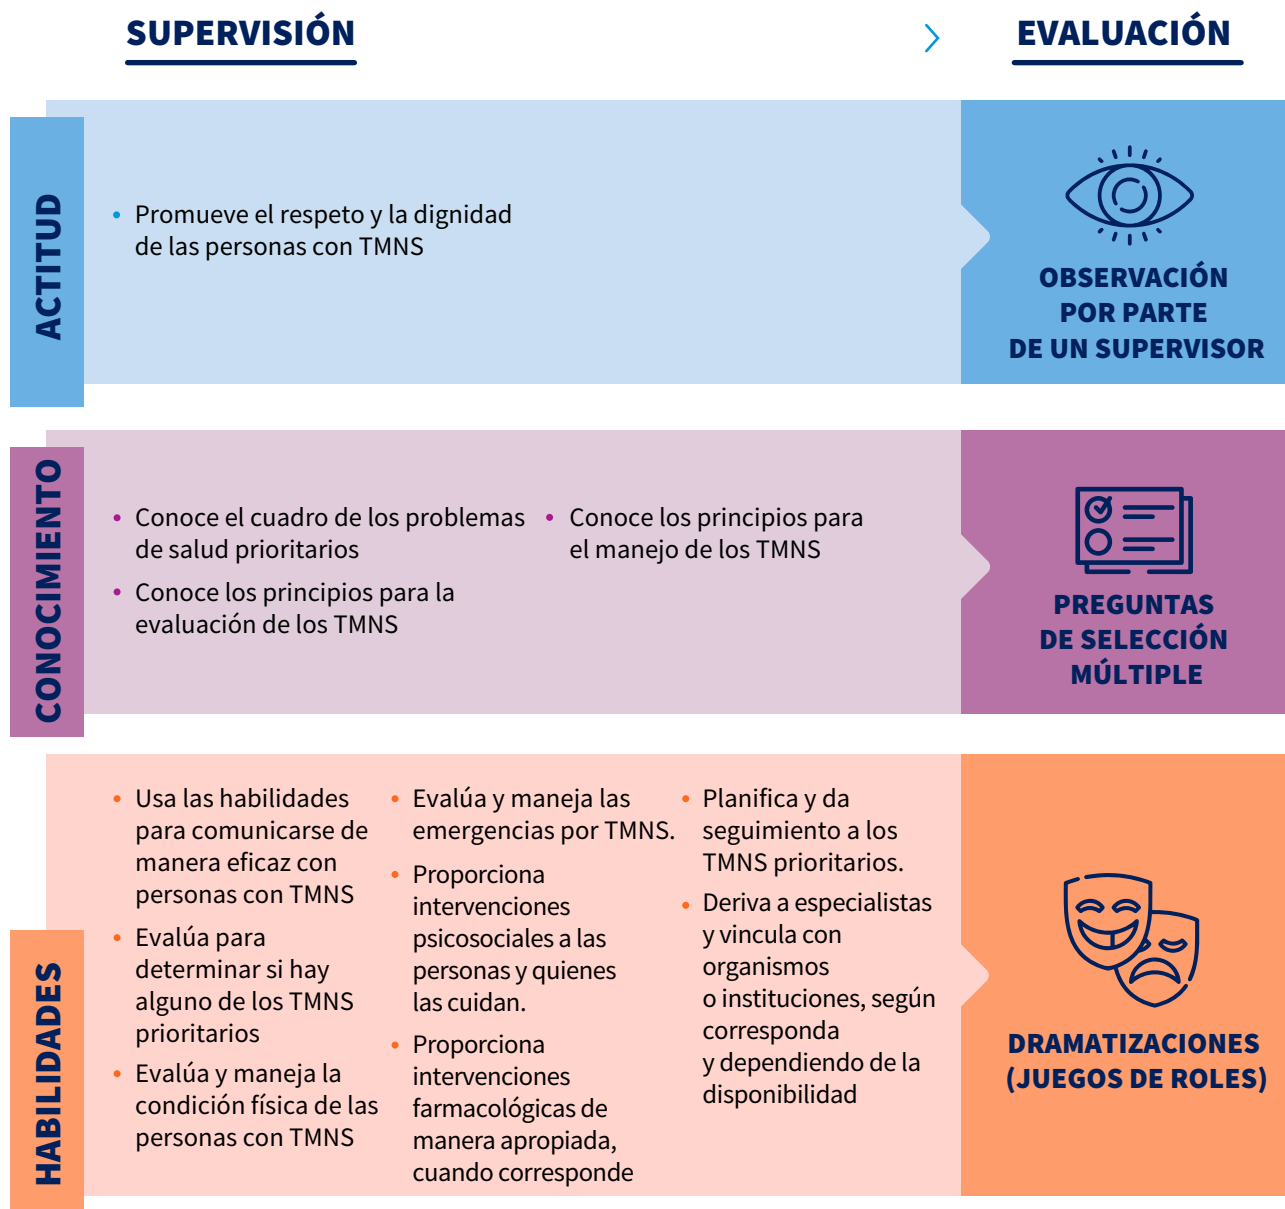 SUPERVISIÓN
EVALUACIÓN
ACTITUD
• Promueve el respeto y la dignidad
de las personas con TMNS
OBSERVACIÓN
POR PARTE
DE UN SUPERVISOR
CONOCIMIENTO
• Conoce el cuadro de los problemas
de salud prioritarios
• Conoce los principios para la
evaluación de los TMNS
• Conoce los principios para
el manejo de los TMNS
PREGUNTAS
DE SELECCIÓN
MÚLTIPLE
HABILIDADES
• Usa las habilidades
para comunicarse de
manera eficaz con
personas con TMNS
• Evalúa para
determinar si hay
alguno de los TMNS
prioritarios
• Evalúa y maneja la
condición física de las
personas con TMNS
• Evalúa y maneja las
emergencias por TMNS.
• Proporciona
intervenciones
psicosociales a las
personas y quienes
las cuidan.
• Proporciona
intervenciones
farmacológicas de
manera apropiada,
cuando corresponde
• Planifica y da
seguimiento a los
TMNS prioritarios.
• Deriva a especialistas
y vincula con
organismos
o instituciones, según
corresponda
y dependiendo de la
disponibilidad
DRAMATIZACIONES
(JUEGOS DE ROLES)